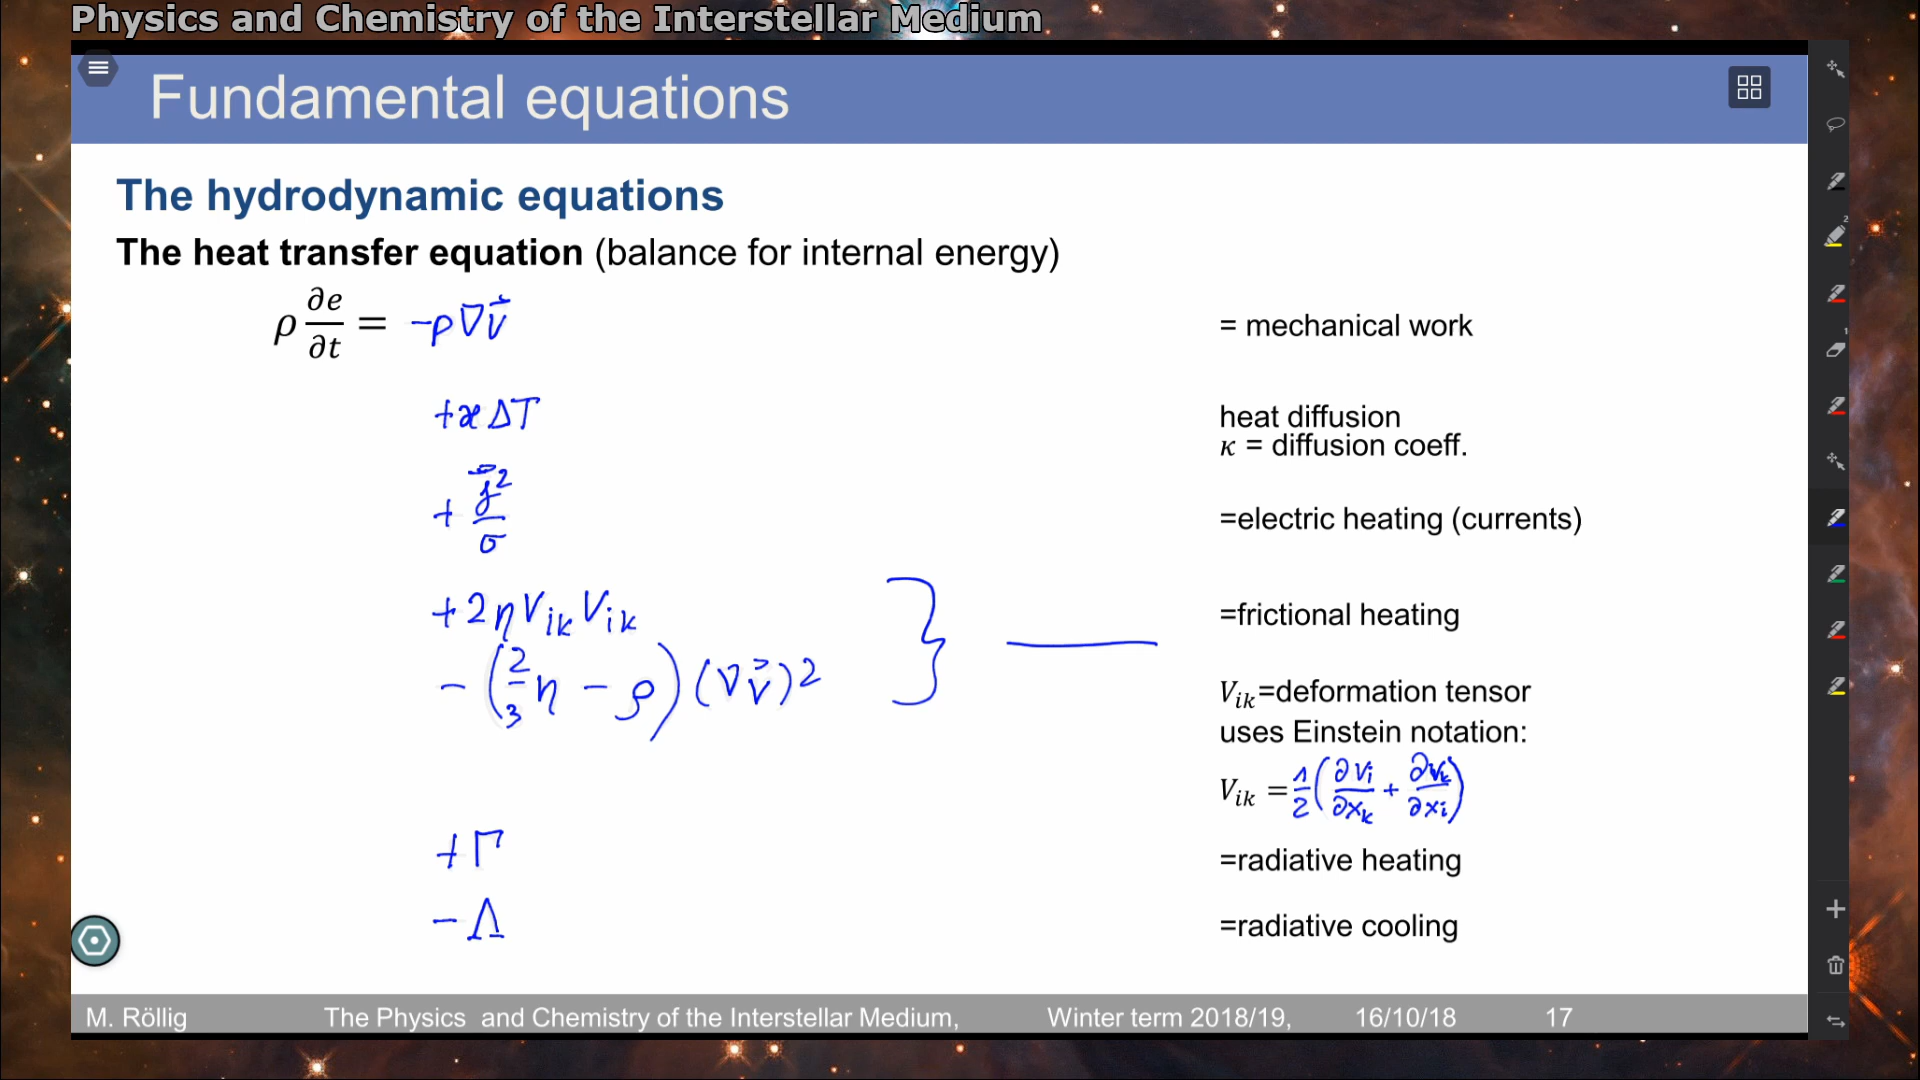 Physics and Chemistry of the Interstellar Medium
Fundamental equations
The hydrodynamic equations
The heat transfer equation (balance for internal energy)
ρ ∂e/∂t = -p∇v⃗ = mechanical work
+ϰΔT heat diffusion
κ = diffusion coeff.
+ j⃗²/σ =electric heating (currents)
+2ηV_ik V_ik =frictional heating
- (2/3 η - ρ)(∇v⃗)² V_ik=deformation tensor
uses Einstein notation:
V_ik = 1/2(∂v_i/∂x_k + ∂v_k/∂x_i)
+Γ =radiative heating
-Λ =radiative cooling
M. Röllig The Physics and Chemistry of the Interstellar Medium, Winter term 2018/19, 16/10/18 17